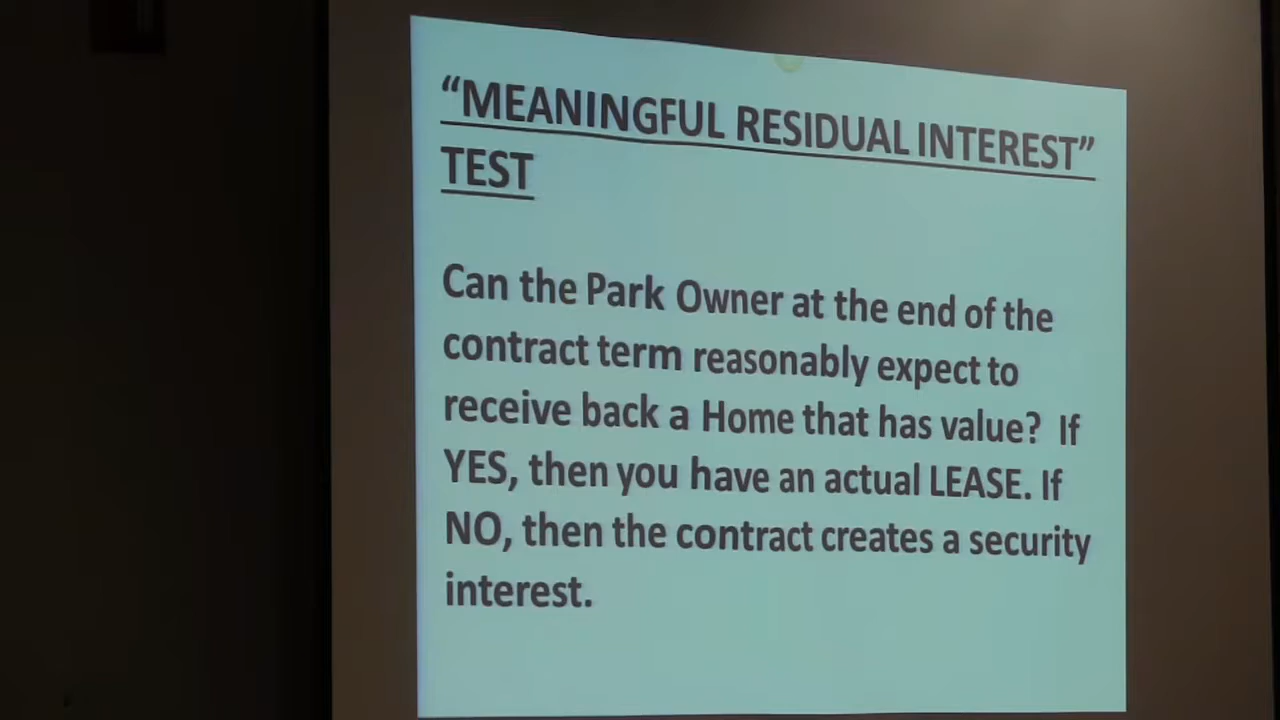 “MEANINGFUL RESIDUAL INTEREST”
TEST
Can the Park Owner at the end of the
contract term reasonably expect to
receive back a Home that has value? If
YES, then you have an actual LEASE. If
NO, then the contract creates a security
interest.